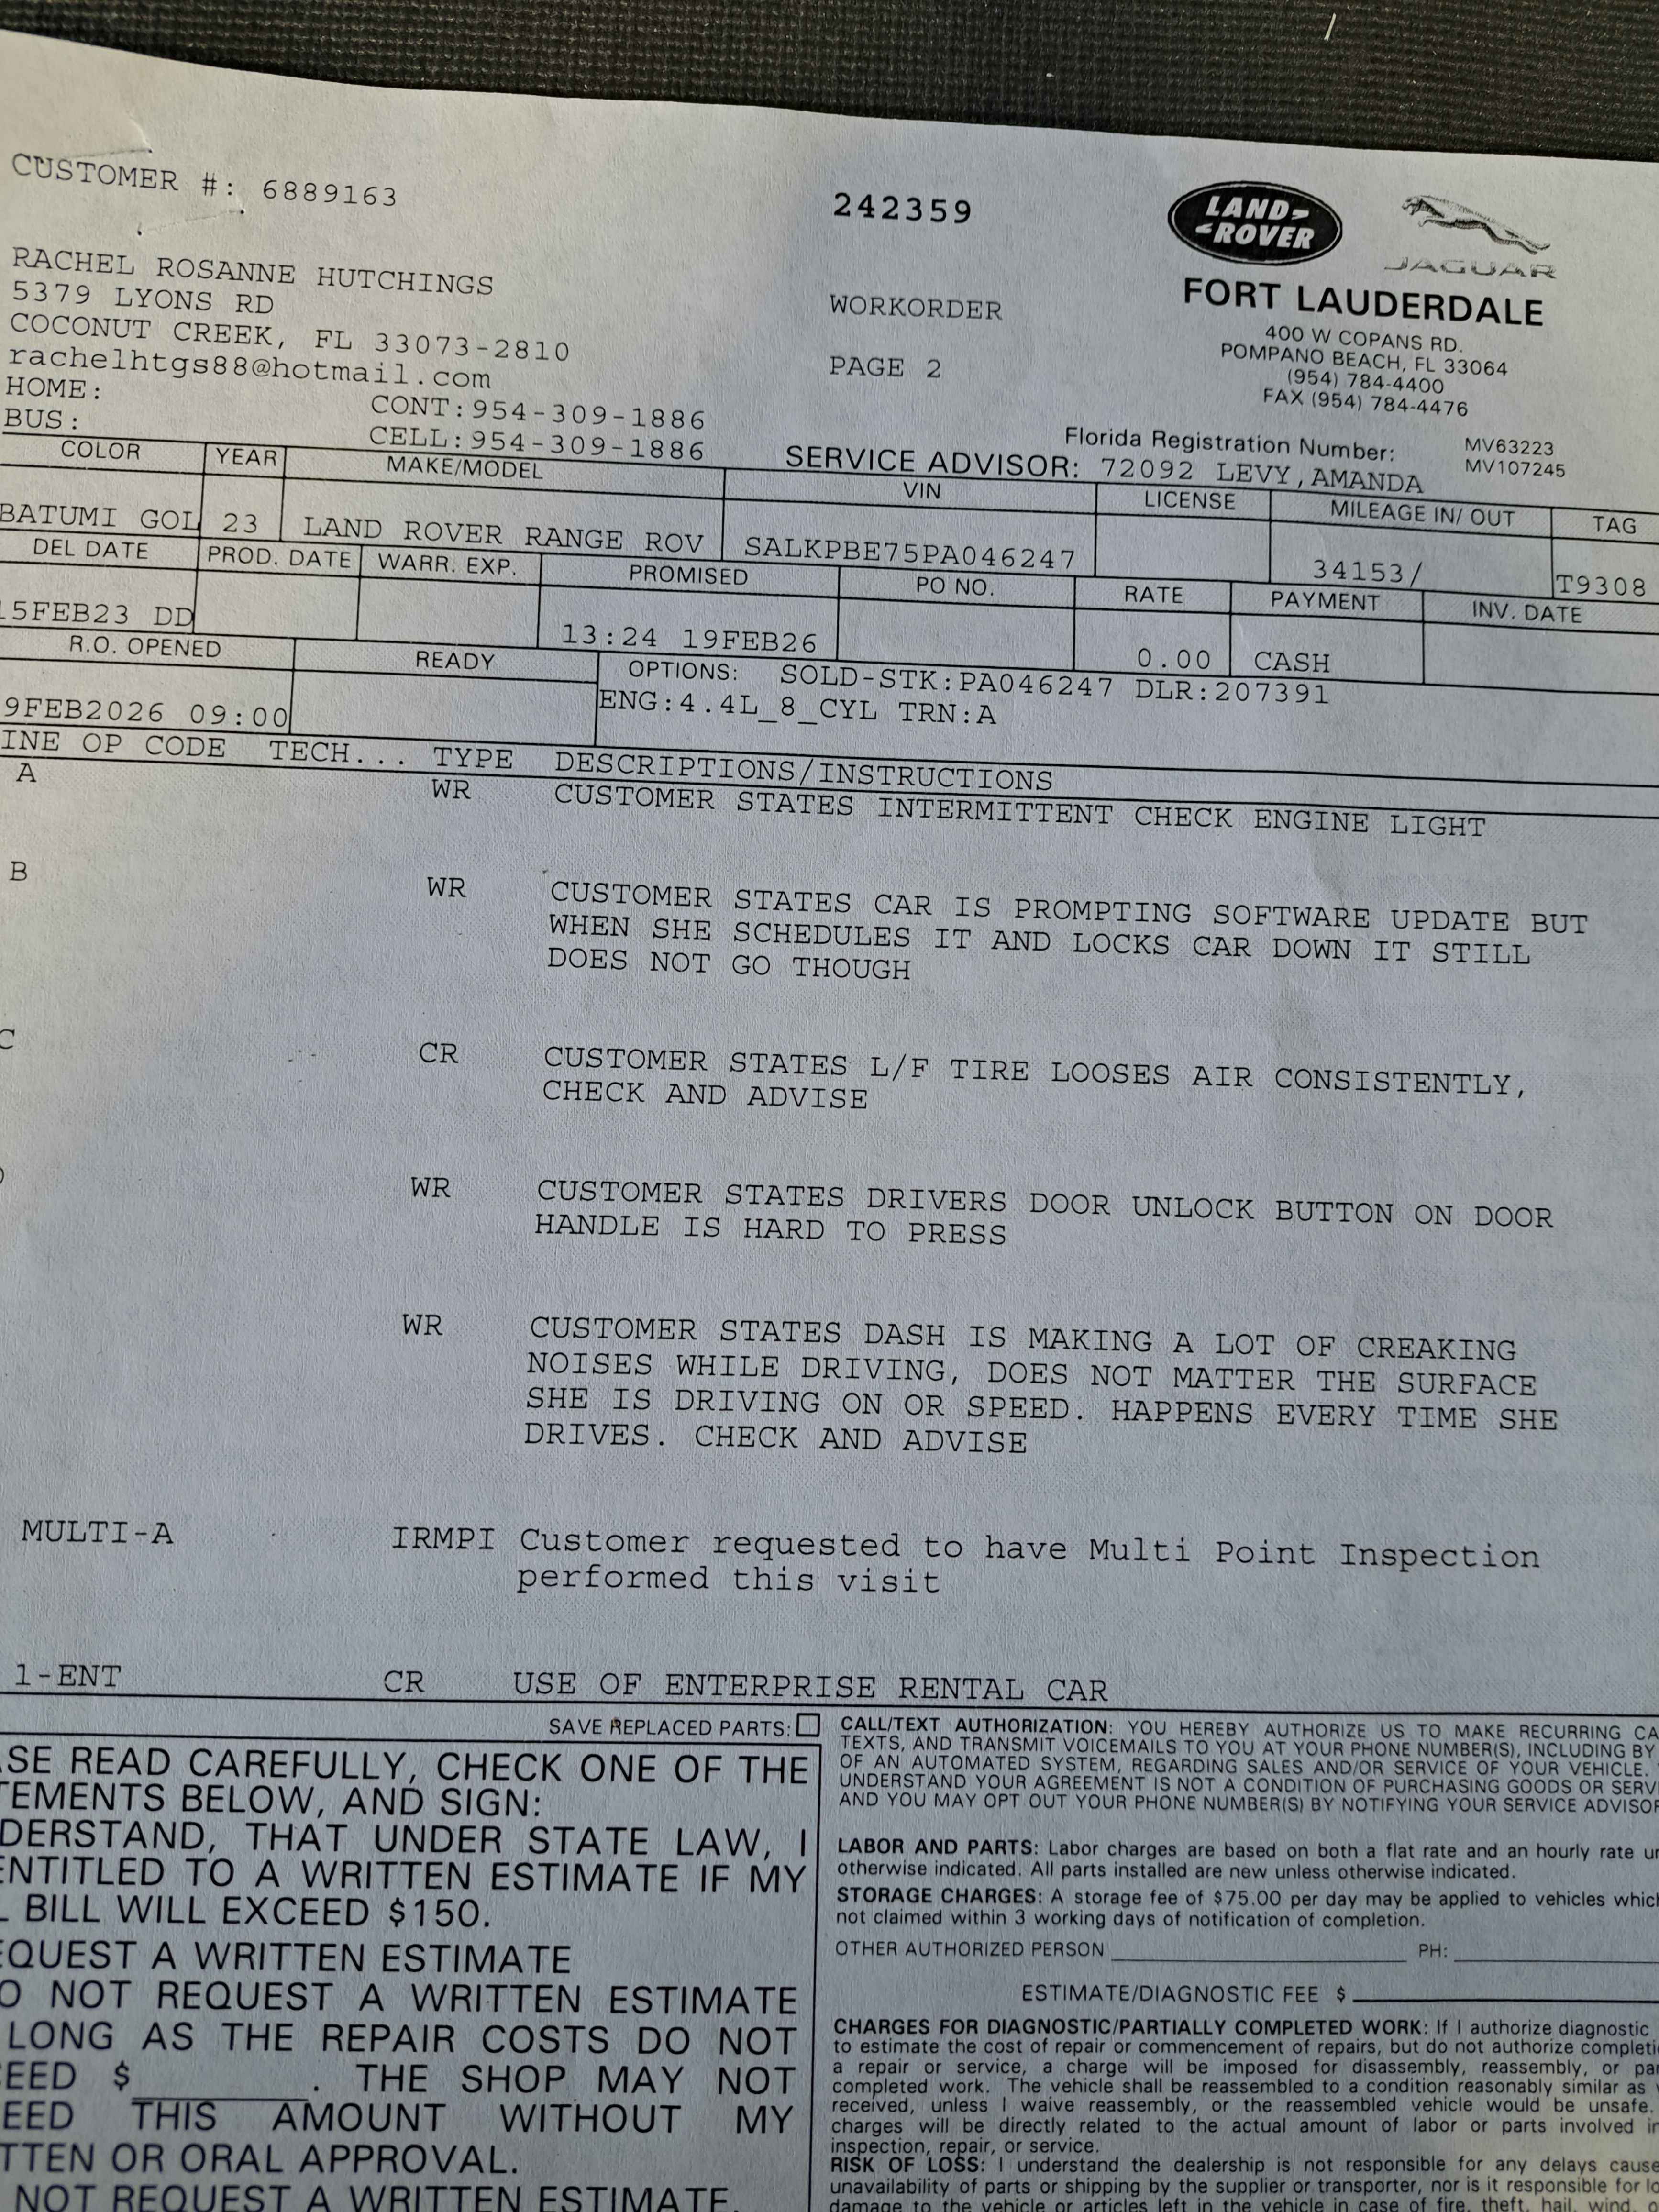 CUSTOMER #: 6889163
242359
LAND-
-ROVER
JAGUAR
RACHEL ROSANNE HUTCHINGS
5379 LYONS RD
COCONUT CREEK, FL 33073-2810
rachelhtgs88@hotmail.com
HOME: CONT:954-309-1886
BUS: CELL:954-309-1886
WORKORDER
PAGE 2
FORT LAUDERDALE
400 W COPANS RD.
POMPANO BEACH, FL 33064
(954) 784-4400
FAX (954) 784-4476
Florida Registration Number: MV63223
MV107245
SERVICE ADVISOR: 72092 LEVY, AMANDA
COLOR YEAR MAKE/MODEL VIN LICENSE MILEAGE IN/ OUT TAG
BATUMI GOL 23 LAND ROVER RANGE ROV SALKPBE75PA046247 34153/ T9308
DEL DATE PROD. DATE WARR. EXP. PROMISED PO NO. RATE PAYMENT INV. DATE
15FEB23 DD 13:24 19FEB26 0.00 CASH
R.O. OPENED READY OPTIONS: SOLD-STK:PA046247 DLR:207391
9FEB2026 09:00 ENG:4.4L_8_CYL TRN:A
INE OP CODE TECH... TYPE DESCRIPTIONS/INSTRUCTIONS
A WR CUSTOMER STATES INTERMITTENT CHECK ENGINE LIGHT
B WR CUSTOMER STATES CAR IS PROMPTING SOFTWARE UPDATE BUT
WHEN SHE SCHEDULES IT AND LOCKS CAR DOWN IT STILL
DOES NOT GO THOUGH
C CR CUSTOMER STATES L/F TIRE LOOSES AIR CONSISTENTLY,
CHECK AND ADVISE
WR CUSTOMER STATES DRIVERS DOOR UNLOCK BUTTON ON DOOR
HANDLE IS HARD TO PRESS
WR CUSTOMER STATES DASH IS MAKING A LOT OF CREAKING
NOISES WHILE DRIVING, DOES NOT MATTER THE SURFACE
SHE IS DRIVING ON OR SPEED. HAPPENS EVERY TIME SHE
DRIVES. CHECK AND ADVISE
MULTI-A IRMPI Customer requested to have Multi Point Inspection
performed this visit
1-ENT CR USE OF ENTERPRISE RENTAL CAR
SAVE REPLACED PARTS:
ASE READ CAREFULLY, CHECK ONE OF THE
TEMENTS BELOW, AND SIGN:
DERSTAND, THAT UNDER STATE LAW, I
ENTITLED TO A WRITTEN ESTIMATE IF MY
L BILL WILL EXCEED $150.
EQUEST A WRITTEN ESTIMATE
O NOT REQUEST A WRITTEN ESTIMATE
LONG AS THE REPAIR COSTS DO NOT
EED $ . THE SHOP MAY NOT
EED THIS AMOUNT WITHOUT MY
TTEN OR ORAL APPROVAL.
NOT REQUEST A WRITTEN ESTIMATE.
CALL/TEXT AUTHORIZATION: YOU HEREBY AUTHORIZE US TO MAKE RECURRING CA
TEXTS, AND TRANSMIT VOICEMAILS TO YOU AT YOUR PHONE NUMBER(S), INCLUDING BY
OF AN AUTOMATED SYSTEM, REGARDING SALES AND/OR SERVICE OF YOUR VEHICLE.
UNDERSTAND YOUR AGREEMENT IS NOT A CONDITION OF PURCHASING GOODS OR SERV
AND YOU MAY OPT OUT YOUR PHONE NUMBER(S) BY NOTIFYING YOUR SERVICE ADVISOR
LABOR AND PARTS: Labor charges are based on both a flat rate and an hourly rate un
otherwise indicated. All parts installed are new unless otherwise indicated.
STORAGE CHARGES: A storage fee of $75.00 per day may be applied to vehicles which
not claimed within 3 working days of notification of completion.
OTHER AUTHORIZED PERSON PH:
ESTIMATE/DIAGNOSTIC FEE $
CHARGES FOR DIAGNOSTIC/PARTIALLY COMPLETED WORK: If I authorize diagnostic
to estimate the cost of repair or commencement of repairs, but do not authorize completi
a repair or service, a charge will be imposed for disassembly, reassembly, or par
completed work. The vehicle shall be reassembled to a condition reasonably similar as
received, unless I waive reassembly, or the reassembled vehicle would be unsafe.
charges will be directly related to the actual amount of labor or parts involved in
inspection, repair, or service.
RISK OF LOSS: I understand the dealership is not responsible for any delays cause
unavailability of parts or shipping by the supplier or transporter, nor is it responsible for lo
damage to the vehicle or articles left in the vehicle in case of fire, theft, hail, wind,